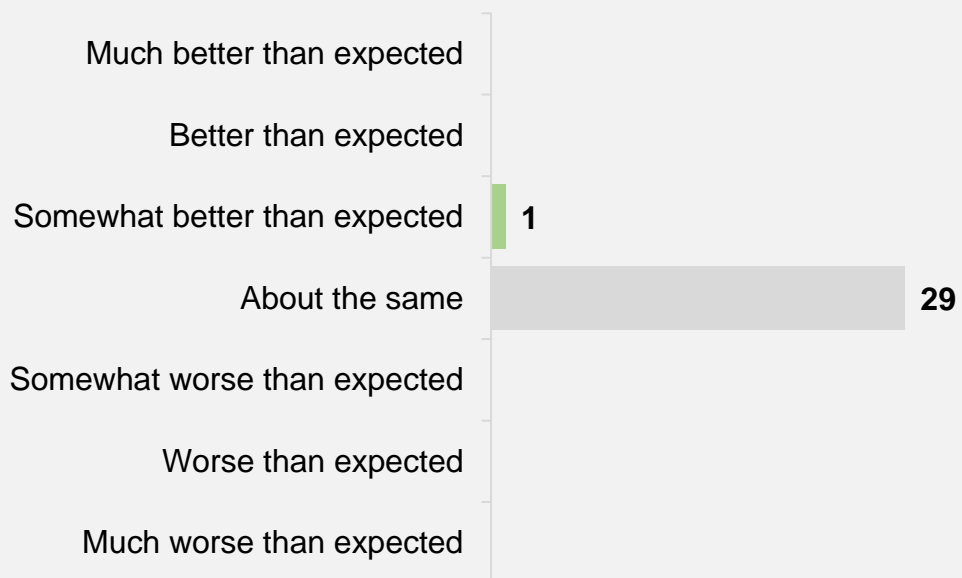 Much better than expected
Better than expected
Somewhat better than expected 1
About the same 29
Somewhat worse than expected
Worse than expected
Much worse than expected